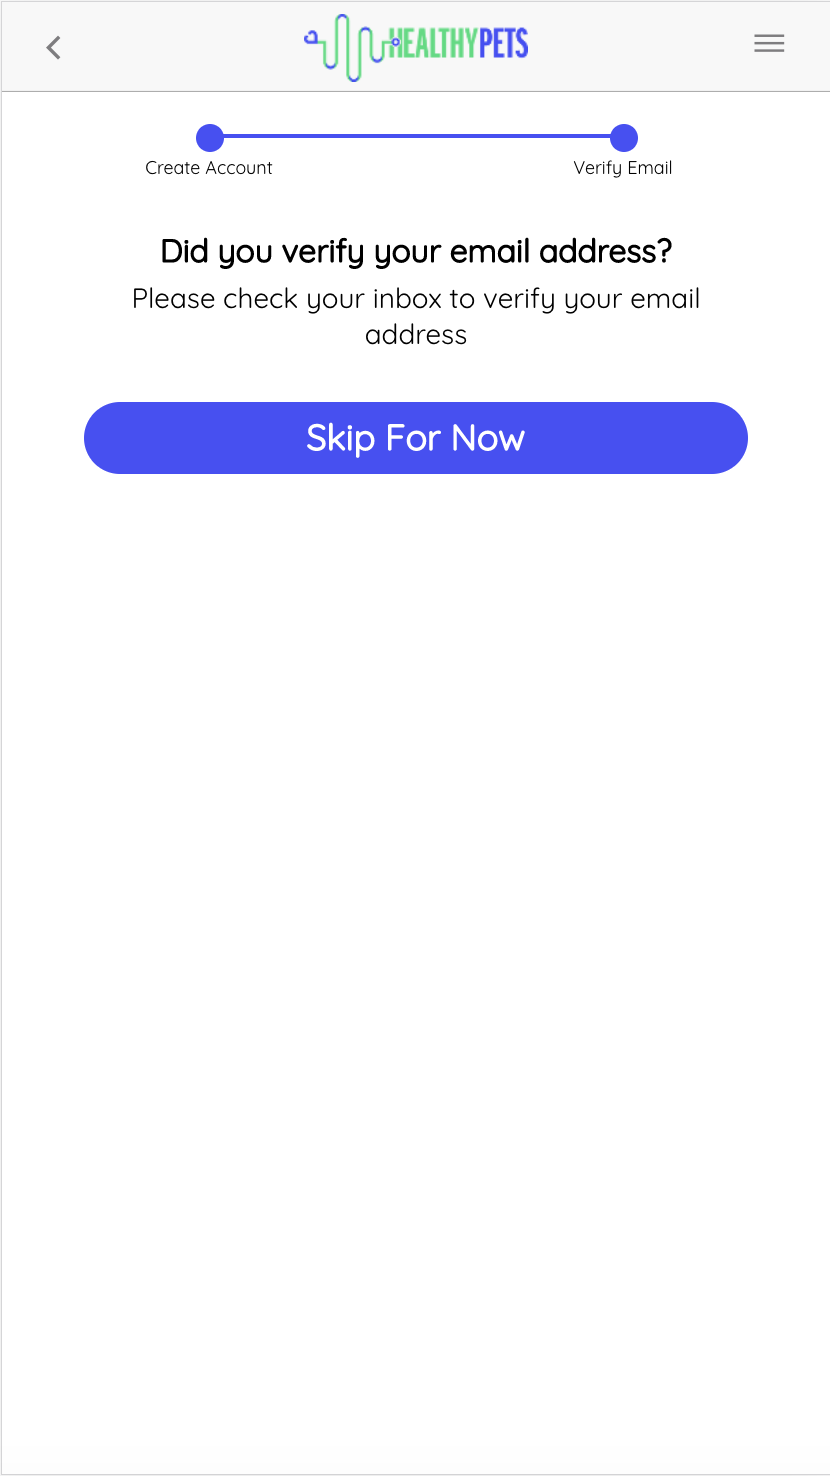 HEALTHYPETS
Create Account
Verify Email
Did you verify your email address?
Please check your inbox to verify your email
address
Skip For Now